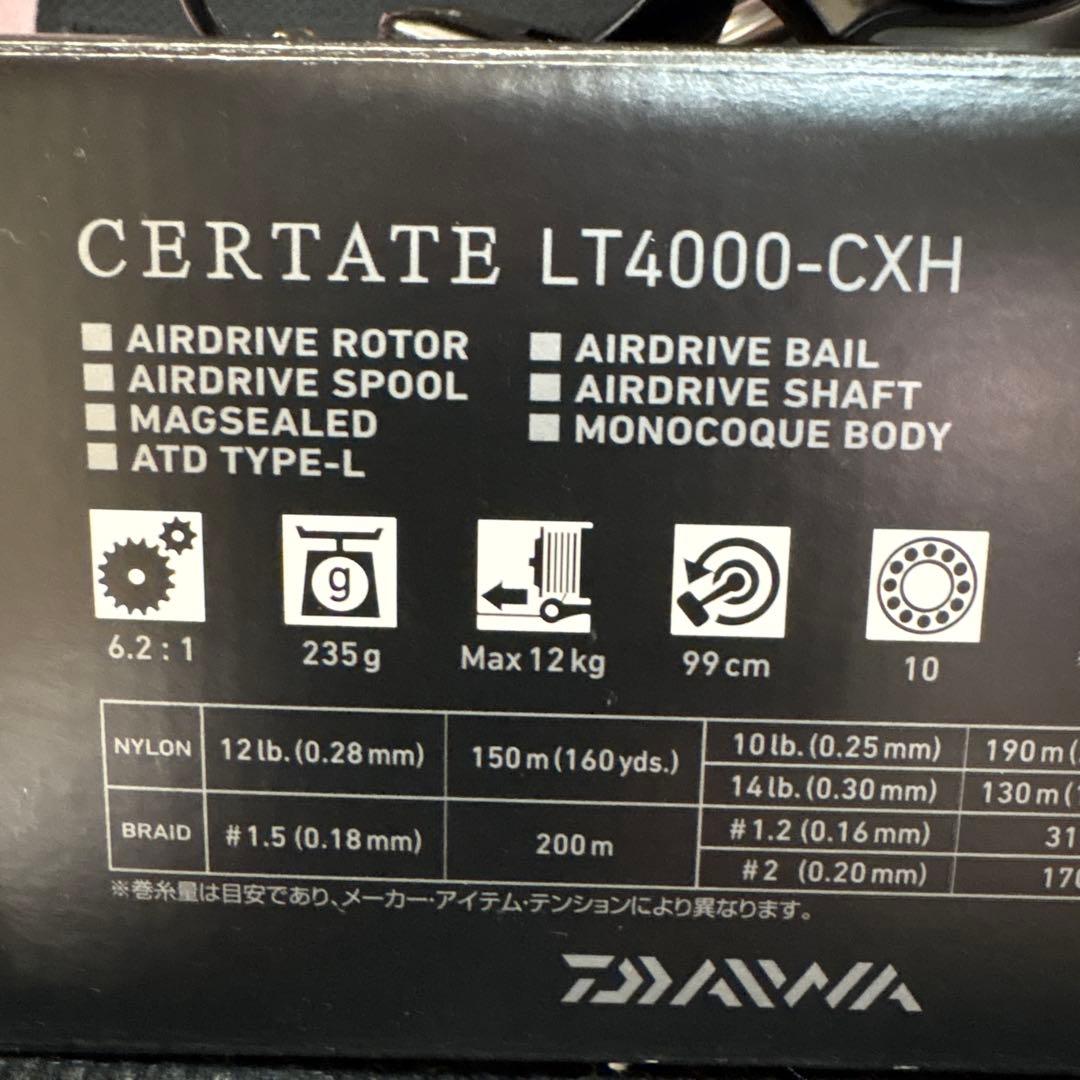 CERTATE LT4000-CXH
AIRDRIVE ROTOR
AIRDRIVE SPOOL
MAGSEALED
ATD TYPE-L
AIRDRIVE BAIL
AIRDRIVE SHAFT
MONOCOQUE BODY
g
6.2 : 1
235g
Max 12kg
99cm
10
NYLON 12lb.(0.28mm) 150m(160yds.) 10lb.(0.25mm) 190m(
14lb.(0.30mm) 130m(
BRAID #1.5 (0.18mm) 200m #1.2 (0.16mm) 31
#2 (0.20mm) 170
※巻糸量は目安であり、メーカー・アイテム・テンションにより異なります。
DAIWA